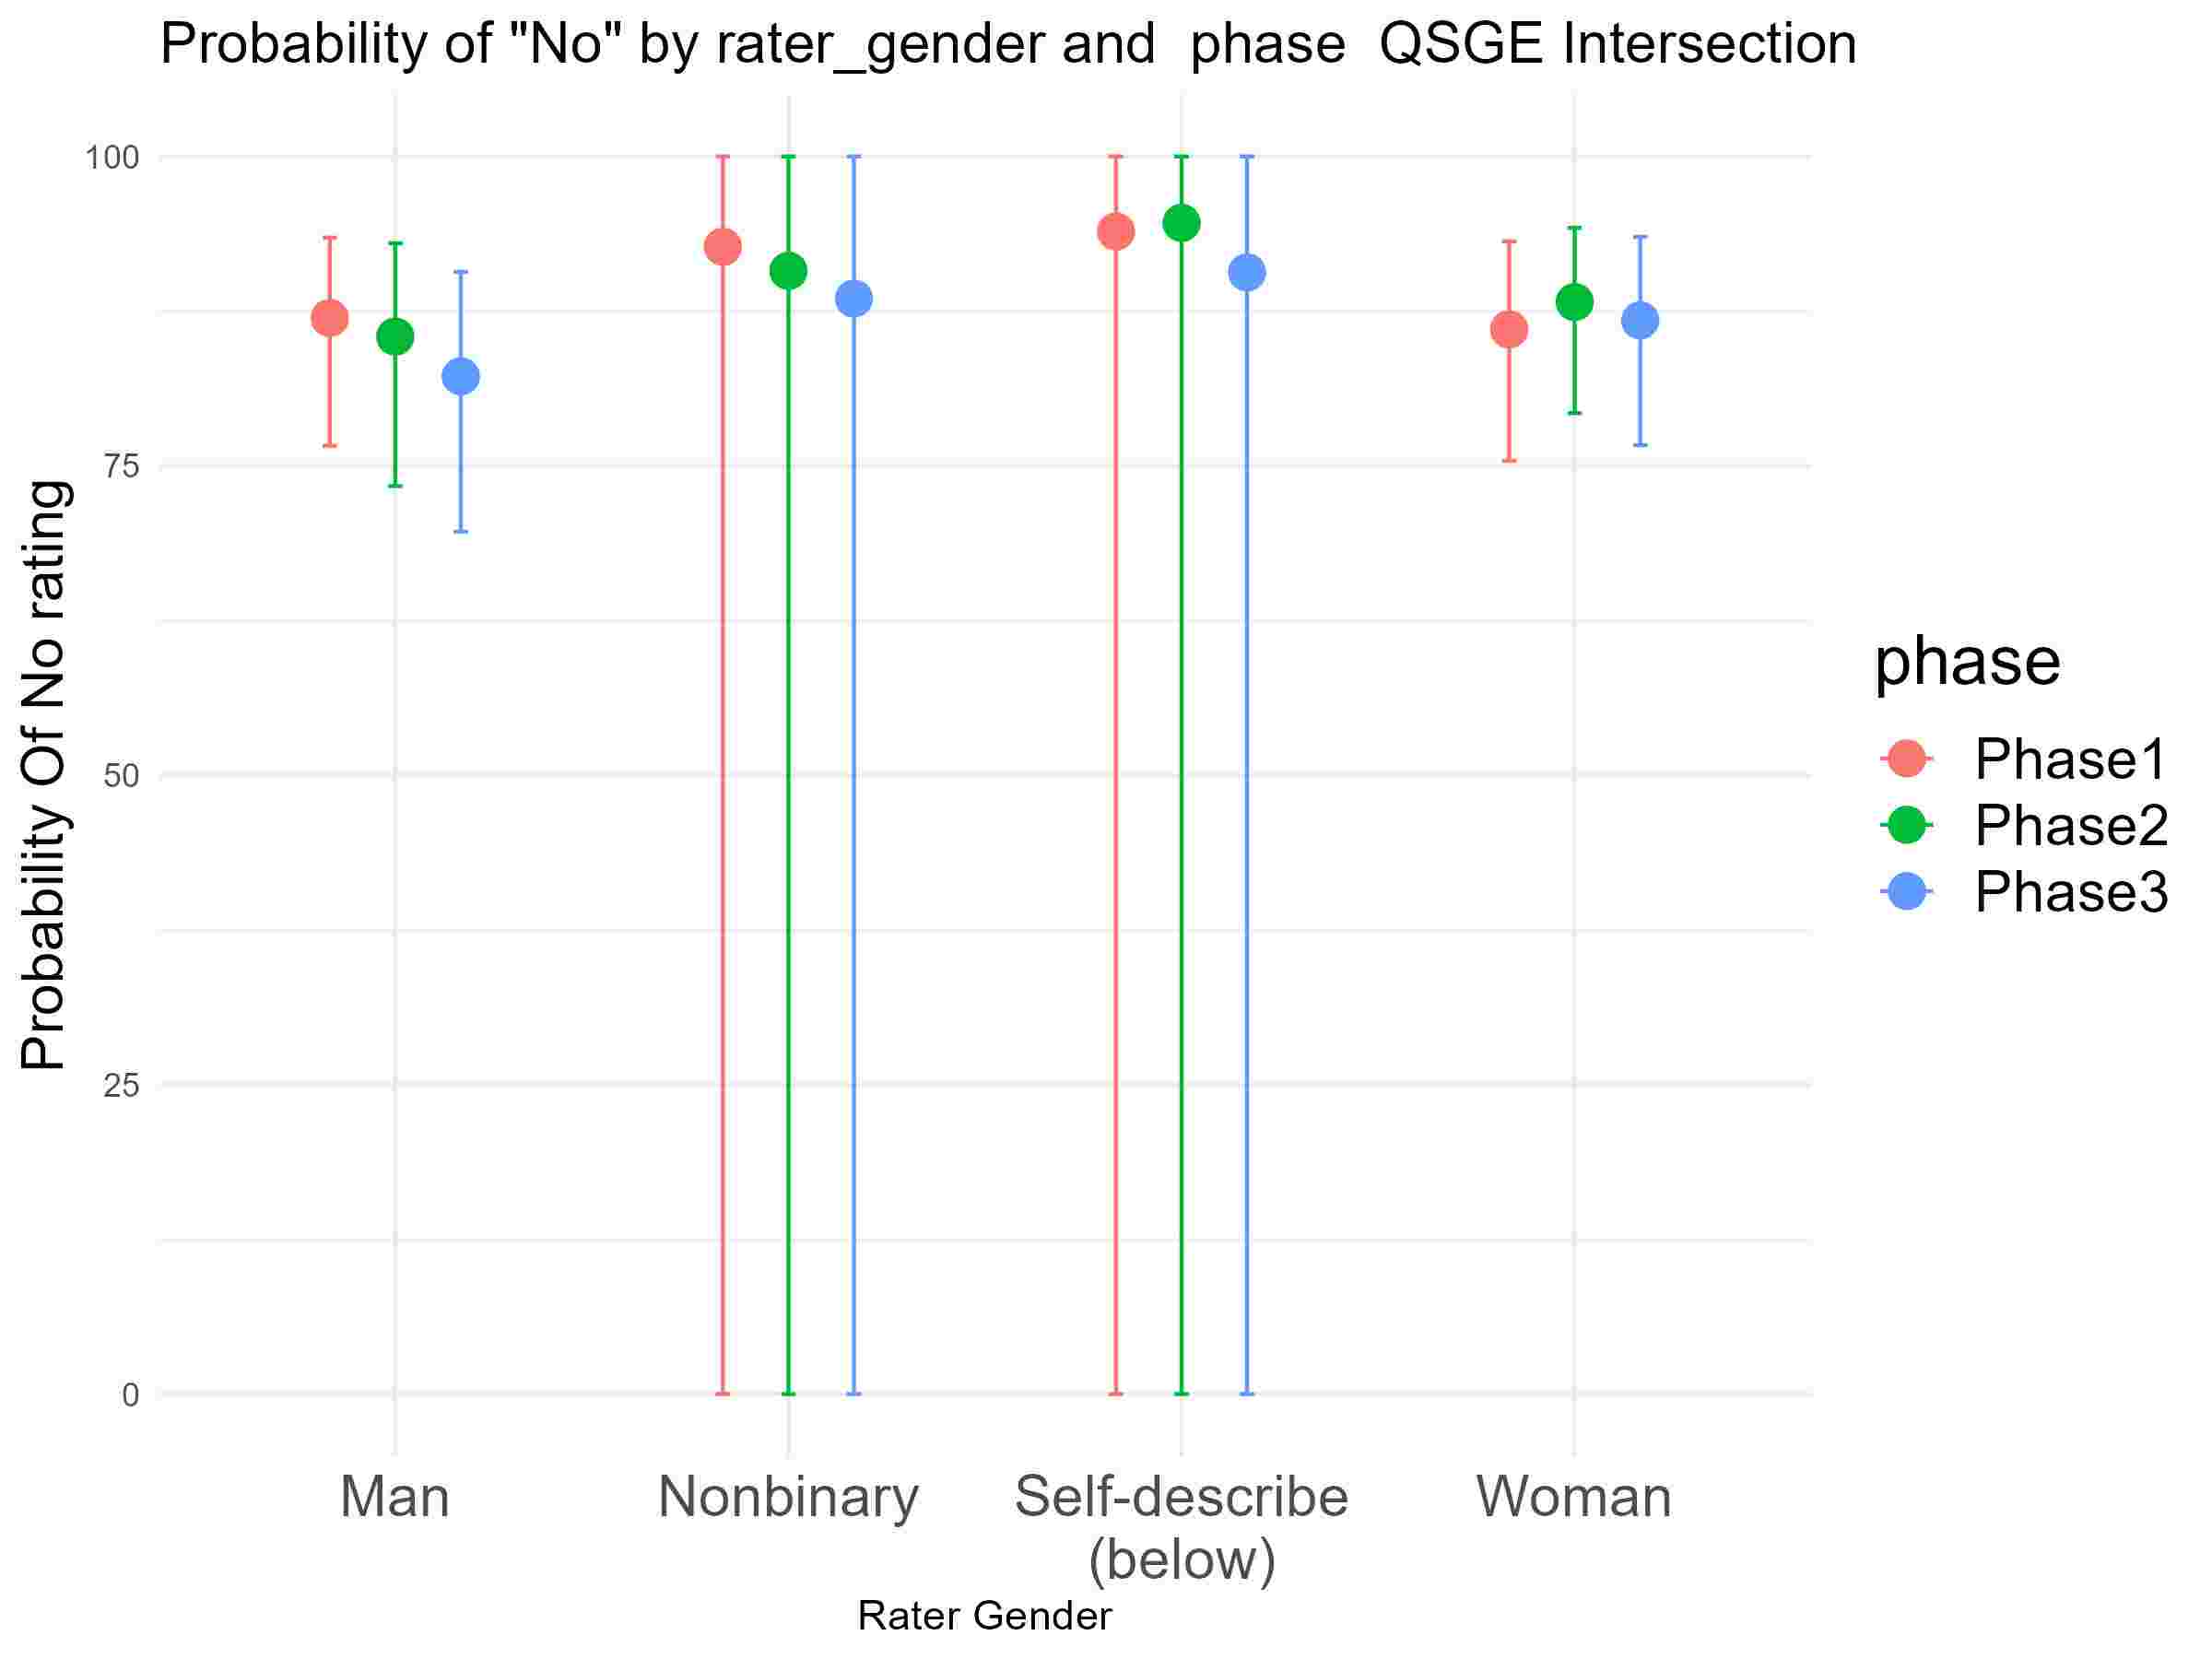 Probability of "No" by rater_gender and  phase  QSGE Intersection
Probability Of No rating
100
75
50
25
0
Man
Nonbinary
Self-describe
(below)
Woman
Rater Gender
phase
Phase1
Phase2
Phase3